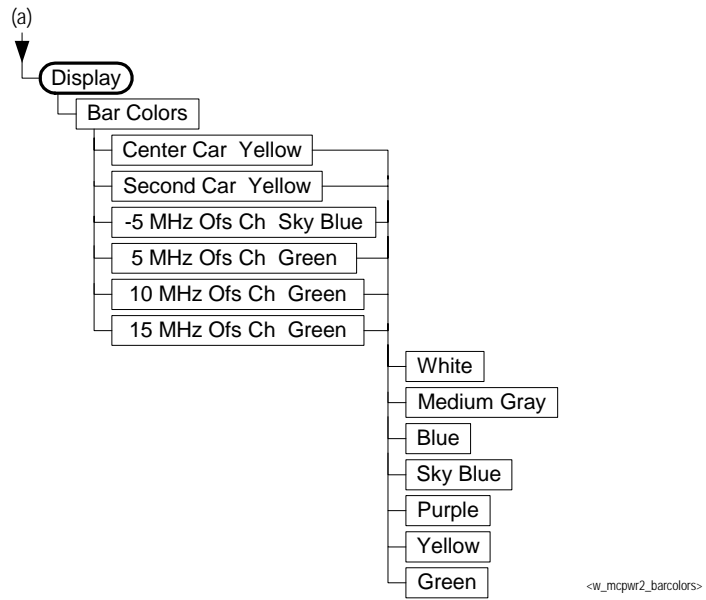 (a)
Display
Bar Colors
Center Car Yellow
Second Car Yellow
-5 MHz Ofs Ch Sky Blue
5 MHz Ofs Ch Green
10 MHz Ofs Ch Green
15 MHz Ofs Ch Green
White
Medium Gray
Blue
Sky Blue
Purple
Yellow
Green
<w_mcpwr2_barcolors>